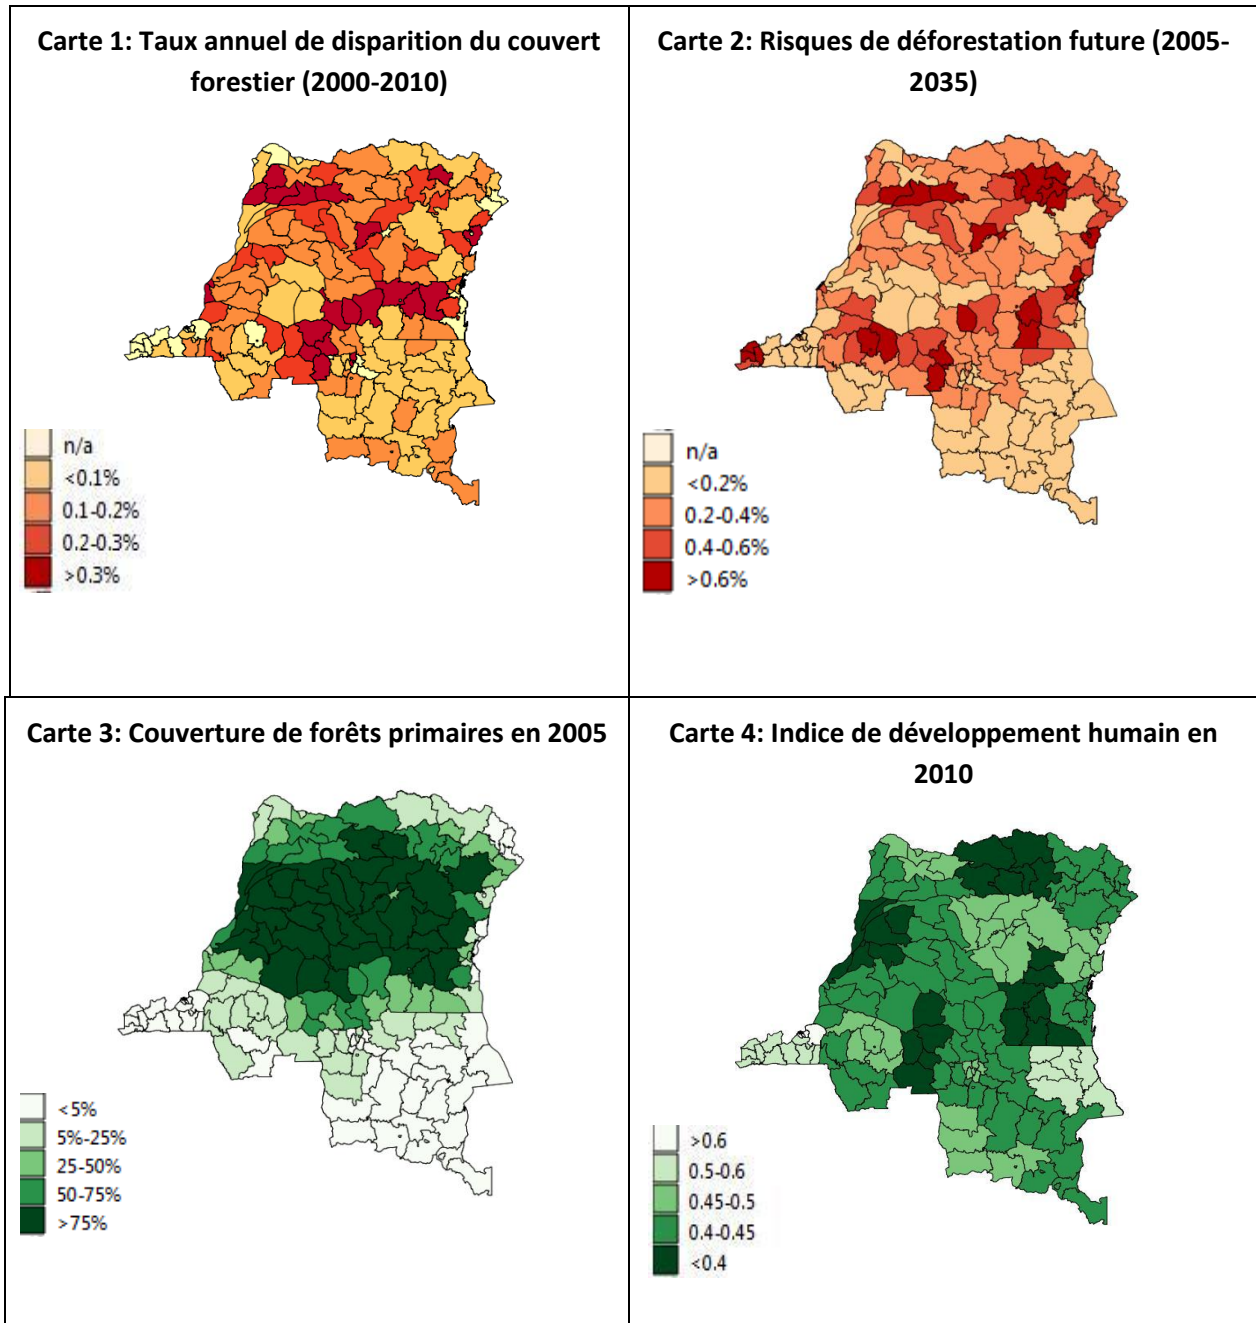 Carte 1: Taux annuel de disparition du couvert
forestier (2000-2010)
n/a
<0.1%
0.1-0.2%
0.2-0.3%
>0.3%
Carte 2: Risques de déforestation future (2005-
2035)
n/a
<0.2%
0.2-0.4%
0.4-0.6%
>0.6%
Carte 3: Couverture de forêts primaires en 2005
<5%
5%-25%
25-50%
50-75%
>75%
Carte 4: Indice de développement humain en
2010
>0.6
0.5-0.6
0.45-0.5
0.4-0.45
<0.4